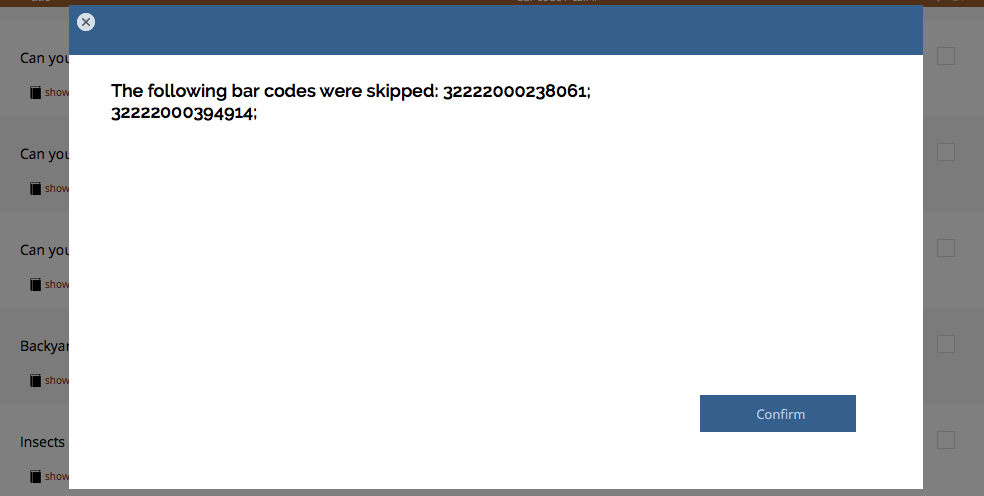 The following bar codes were skipped: 32222000238061;
32222000394914;
Can you
show
Can you
show
Can you
show
Backyar
show
Insects
show
Confirm